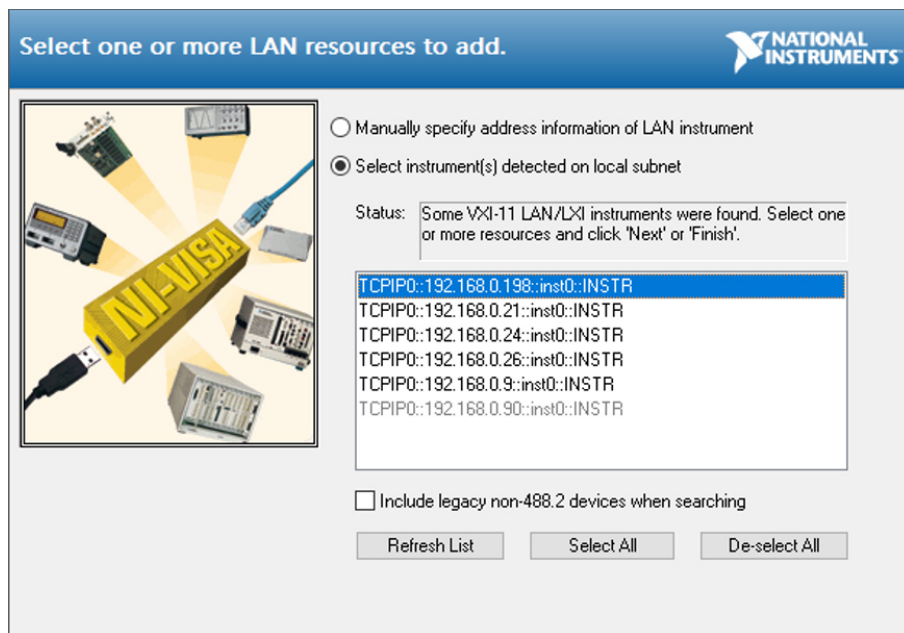 Select one or more LAN resources to add.
NATIONAL
INSTRUMENTS
NI-VISA
Manually specify address information of LAN instrument
Select instrument(s) detected on local subnet
Status:
Some VXI-11 LAN/LXI instruments were found. Select one
or more resources and click 'Next' or 'Finish'.
TCPIP0::192.168.0.198::inst0::INSTR
TCPIP0::192.168.0.21::inst0::INSTR
TCPIP0::192.168.0.24::inst0::INSTR
TCPIP0::192.168.0.26::inst0::INSTR
TCPIP0::192.168.0.9::inst0::INSTR
TCPIP0::192.168.0.90::inst0::INSTR
Include legacy non-488.2 devices when searching
Refresh List
Select All
De-select All